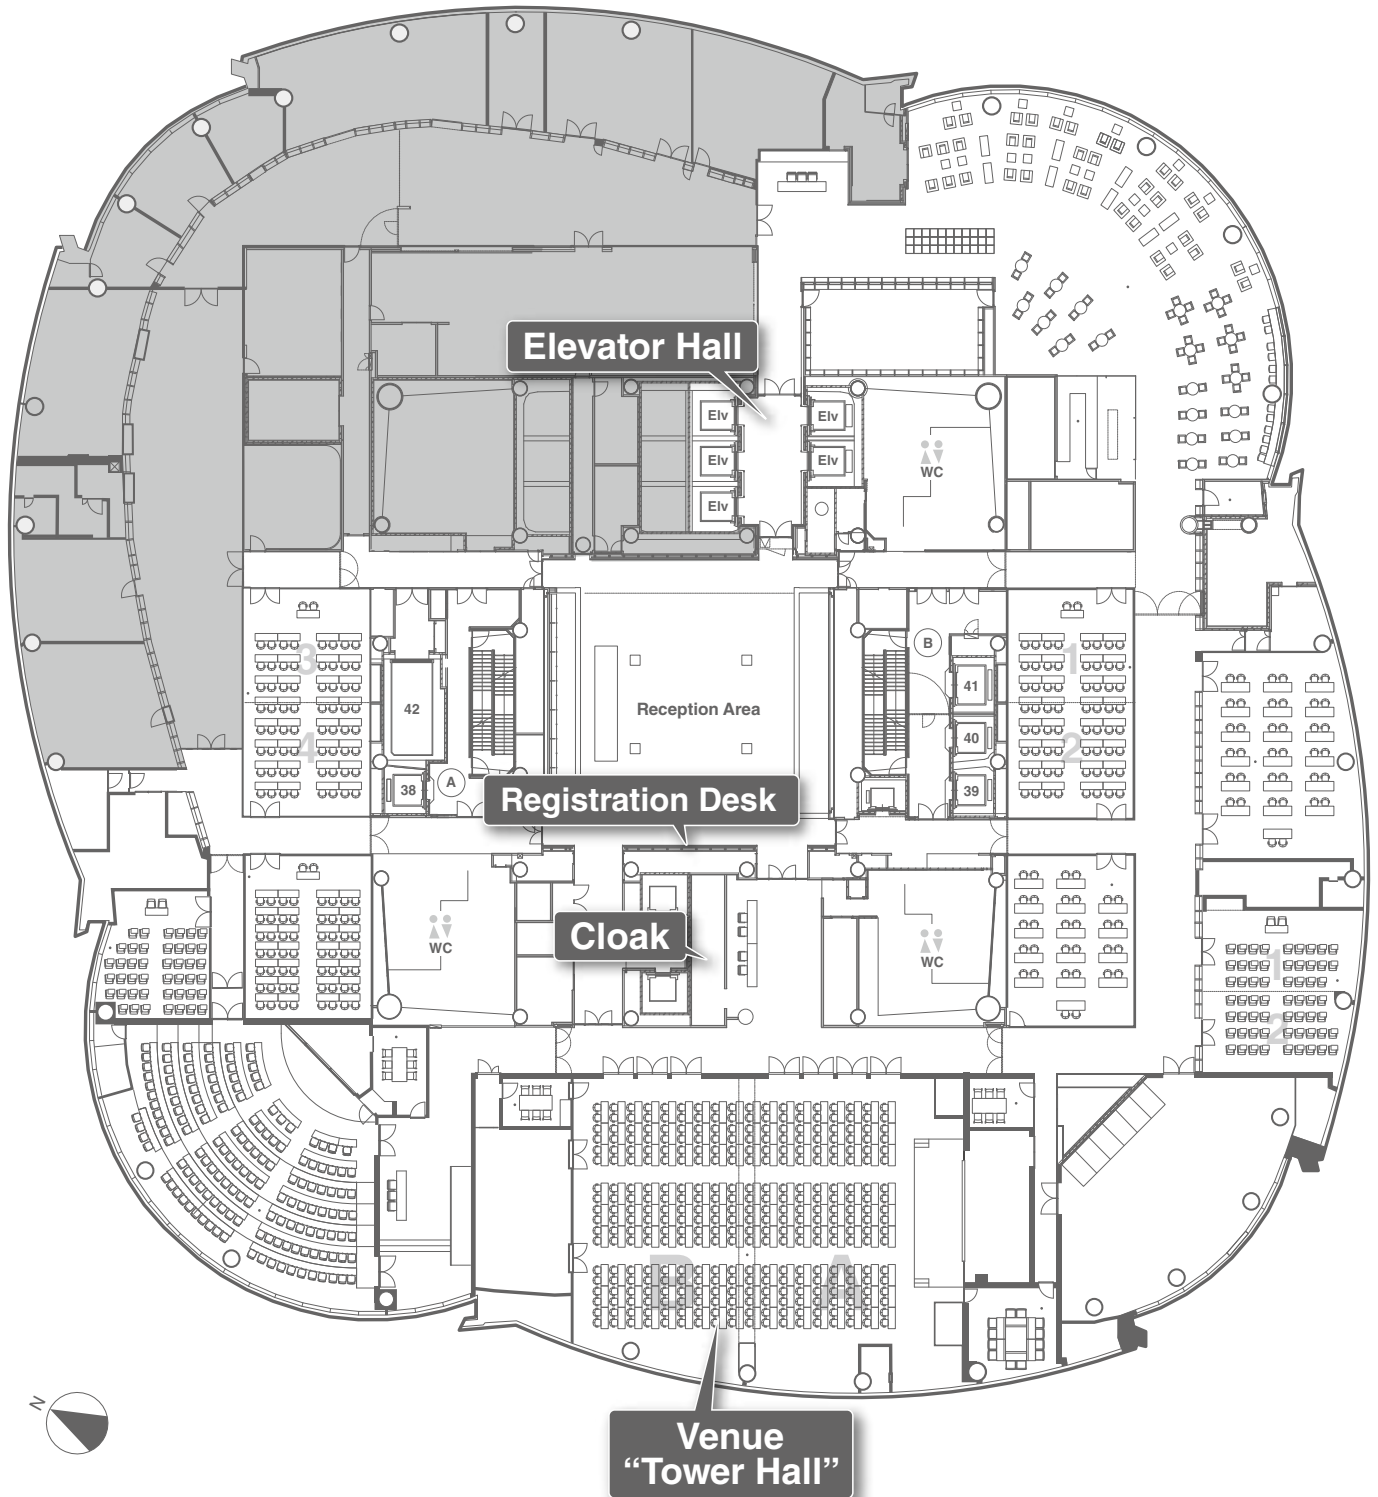 Elevator Hall
Elv
Elv
Elv
Elv
WC
Elv
3
B
1
41
42
Reception Area
4
40
2
38
A
39
Registration Desk
Cloak
WC
WC
1
2
B
A
N
Venue
“Tower Hall”